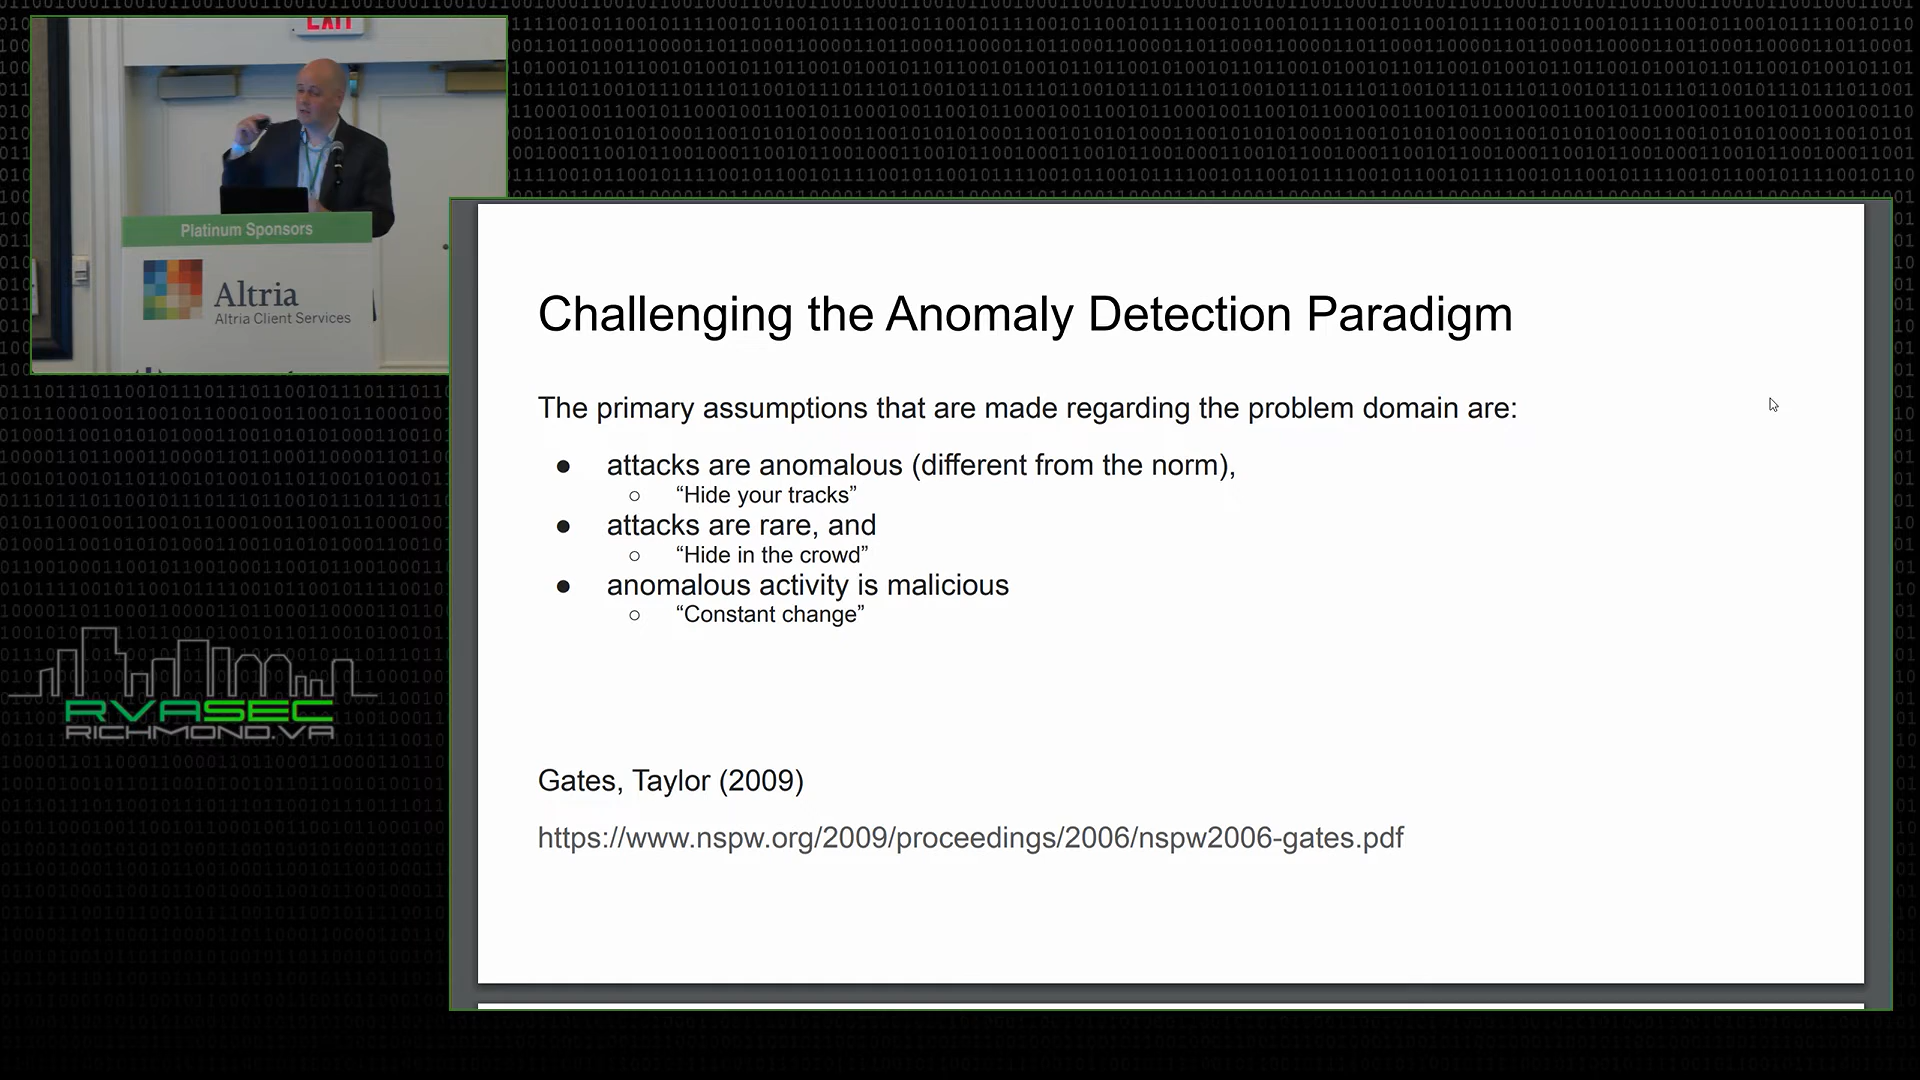 EXIT
Platinum Sponsors
Altria
Altria Client Services
Challenging the Anomaly Detection Paradigm
The primary assumptions that are made regarding the problem domain are:
● attacks are anomalous (different from the norm),
○ “Hide your tracks”
● attacks are rare, and
○ “Hide in the crowd”
● anomalous activity is malicious
○ “Constant change”
Gates, Taylor (2009)
https://www.nspw.org/2009/proceedings/2006/nspw2006-gates.pdf
RVASEC
RICHMOND.VA